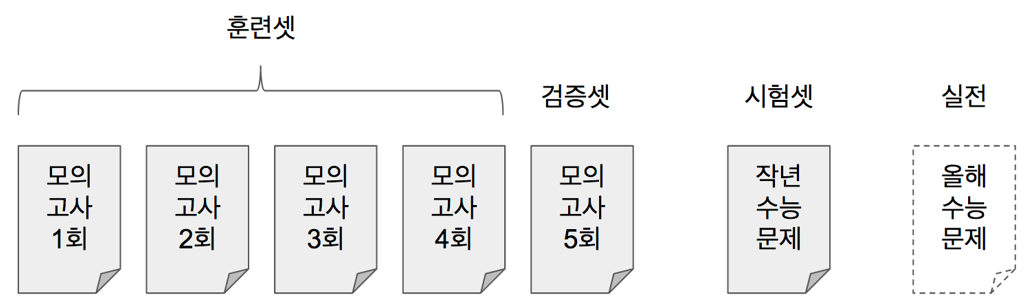 훈련셋
검증셋
시험셋
실전
모의
고사
1회
모의
고사
2회
모의
고사
3회
모의
고사
4회
모의
고사
5회
작년
수능
문제
올해
수능
문제